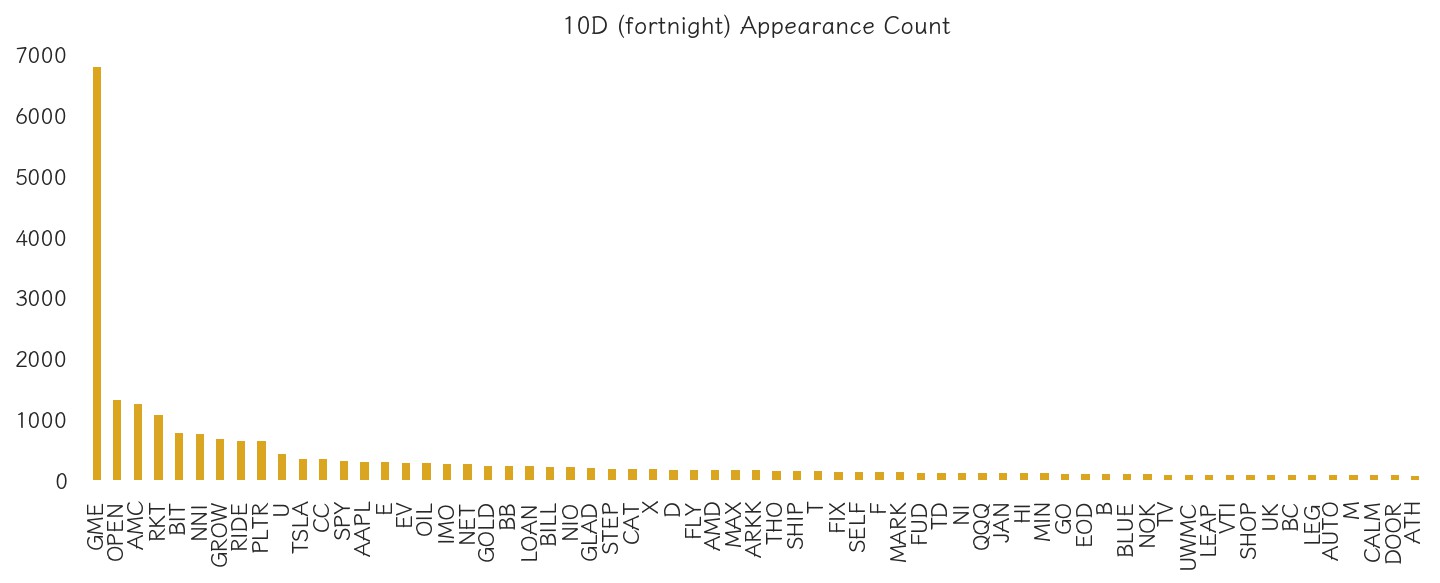 10D (fortnight) Appearance Count
7000
6000
5000
4000
3000
2000
1000
0
GME
OPEN
AMC
RKT
BIT
NNI
GROW
RIDE
PLTR
U
TSLA
CC
SPY
AAPL
E
EV
OIL
IMO
NET
GOLD
BB
LOAN
BILL
NIO
GLAD
STEP
CAT
X
D
FLY
AMD
MAX
ARKK
THO
SHIP
T
FIX
SELF
F
MARK
FUD
TD
NI
QQQ
JAN
HI
MIN
GO
EOD
B
BLUE
NOK
TV
UWMC
LEAP
VTI
SHOP
UK
BC
LEG
AUTO
M
CALM
DOOR
ATH